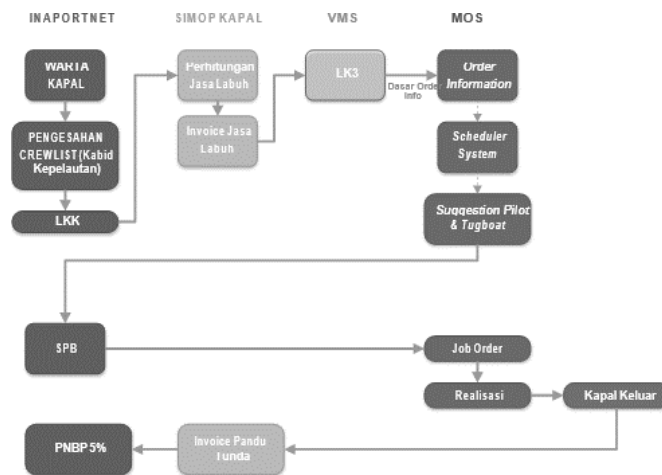 INAPORTNET
SIMOP KAPAL
VMS
MOS
WARTA
KAPAL
Perhitungan
Jasa Labuh
LK3
Dasar Order
Info
Order
Information
PENGESAHAN
CREWLIST(Kabid
Kepelautan)
Invoice Jasa
Labuh
Scheduler
System
LKK
Suggestion Pilot
& Tugboat
SPB
Job Order
Realisasi
Kapal Keluar
PNBP 5%
Invoice Pandu
Tunda